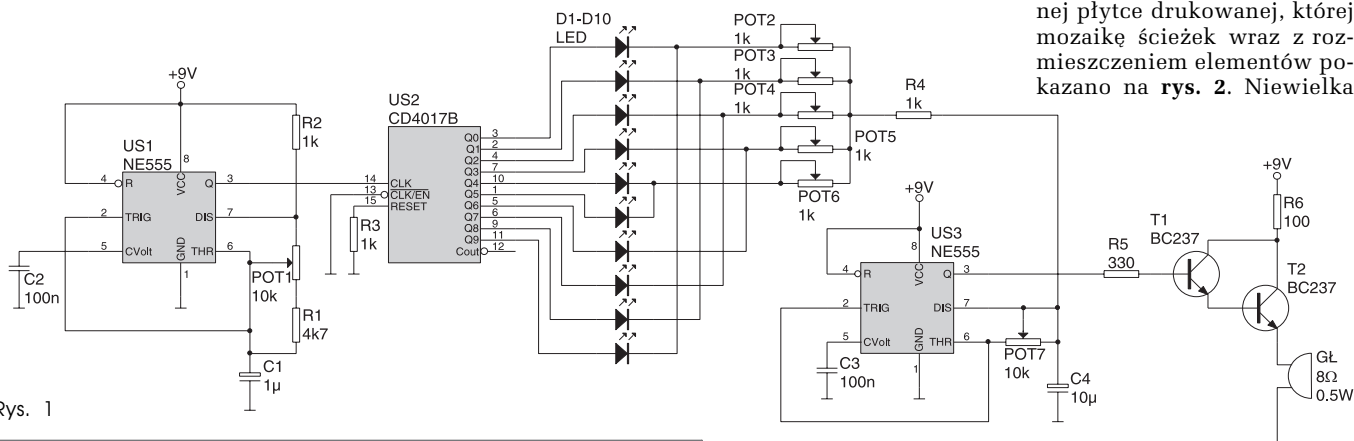 nej płytce drukowanej, której
mozaikę ścieżek wraz z roz-
mieszczeniem elementów po-
kazano na rys. 2. Niewielka
+9V
R2
1k
US1
NE555
4
R
VCC
8
Q
3
2
TRIG
DIS
7
5
CVolt
GND
THR
6
1
C2
100n
POT1
10k
R1
4k7
C1
1µ
US2
CD4017B
14
CLK
13
CLK/EN
15
RESET
R3
1k
Q0
3
Q1
2
Q2
4
Q3
7
Q4
10
Q5
1
Q6
5
Q7
6
Q8
9
Q9
11
Cout
12
D1-D10
LED
POT2
1k
POT3
1k
POT4
1k
POT5
1k
POT6
1k
R4
1k
+9V
US3
NE555
8
4
R
VCC
Q
3
2
TRIG
DIS
7
5
CVolt
GND
THR
6
1
C3
100n
POT7
10k
C4
10µ
R5
330
T1
BC237
+9V
R6
100
T2
BC237
GŁ
8Ω
0.5W
Rys. 1